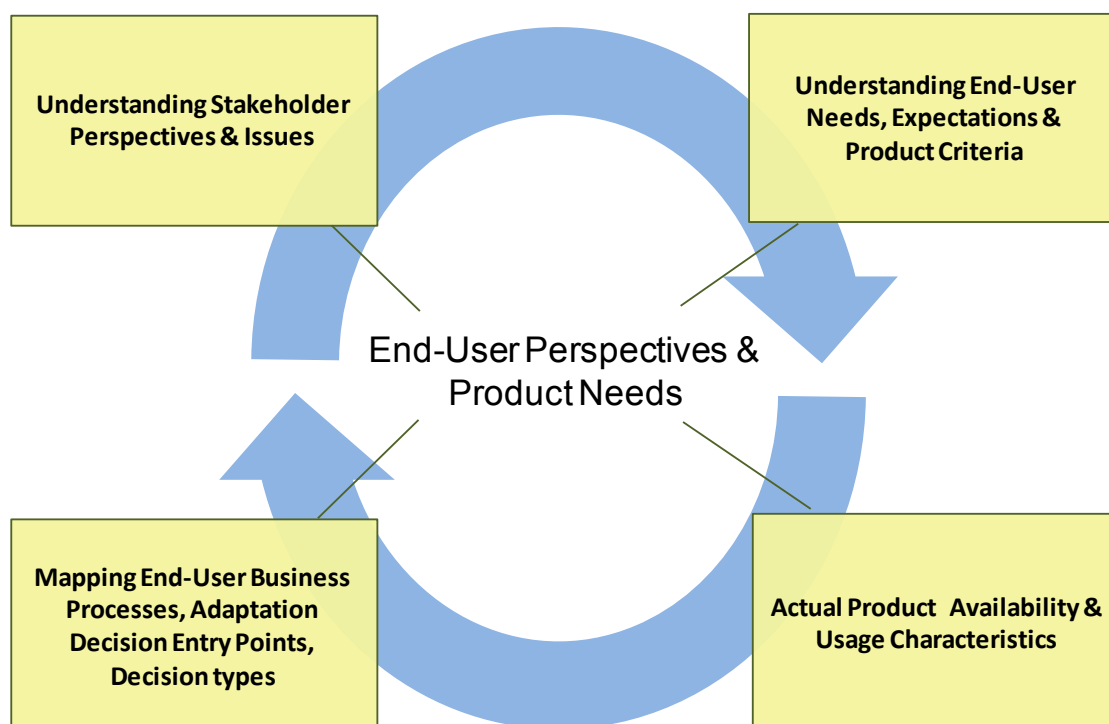 Understanding Stakeholder
Perspectives & Issues
Understanding End-User
Needs, Expectations &
Product Criteria
End-User Perspectives &
Product Needs
Mapping End-User Business
Processes, Adaptation
Decision Entry Points,
Decision types
Actual Product Availability &
Usage Characteristics